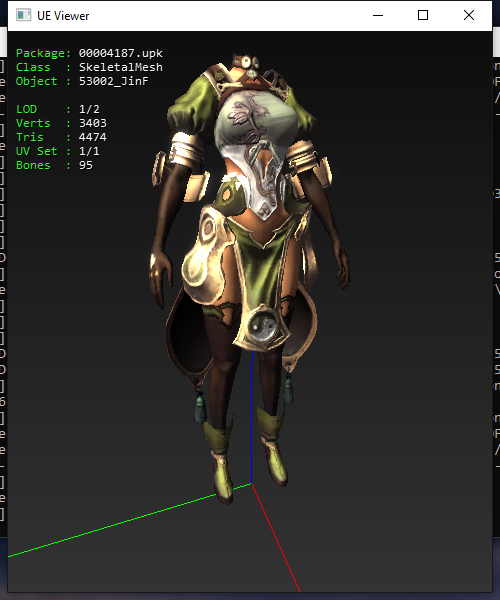 UE Viewer
Package: 00004187.upk
Class : SkeletalMesh
Object : 53002_JinF
LOD : 1/2
Verts : 3403
Tris : 4474
UV Set : 1/1
Bones : 95